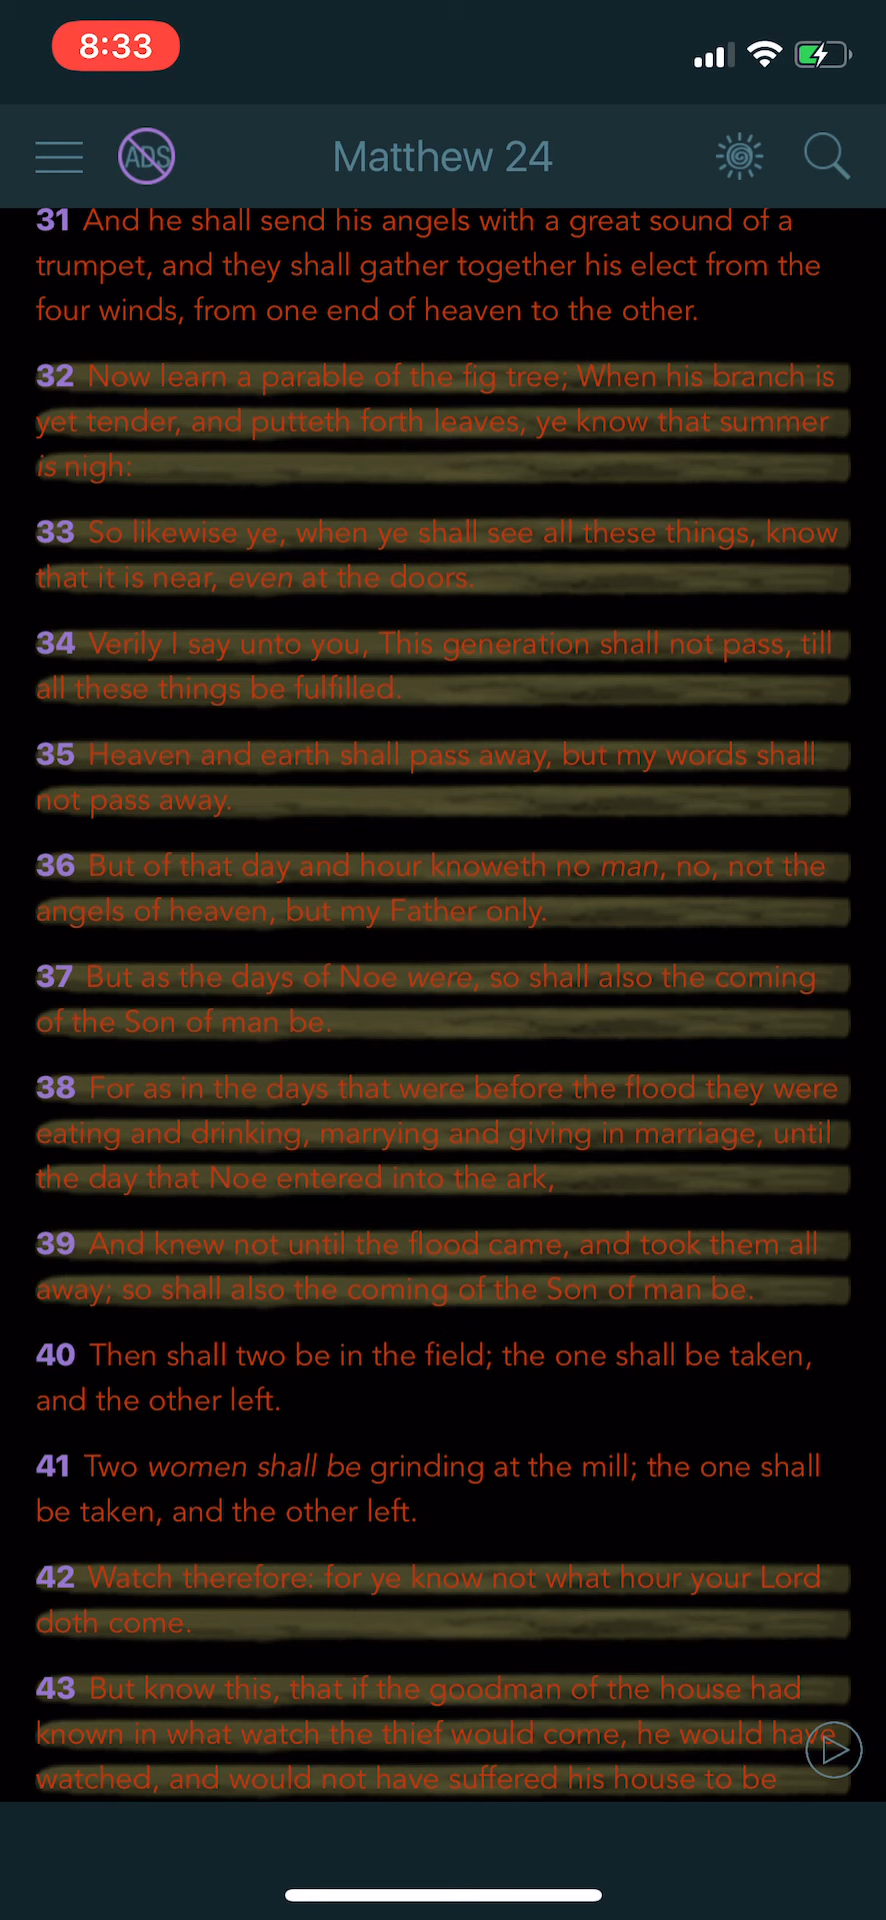 8:33
ADS
Matthew 24
31 And he shall send his angels with a great sound of a
trumpet, and they shall gather together his elect from the
four winds, from one end of heaven to the other.
32 Now learn a parable of the fig tree; When his branch is
yet tender, and putteth forth leaves, ye know that summer
is nigh:
33 So likewise ye, when ye shall see all these things, know
that it is near, even at the doors.
34 Verily I say unto you, This generation shall not pass, till
all these things be fulfilled.
35 Heaven and earth shall pass away, but my words shall
not pass away.
36 But of that day and hour knoweth no man, no, not the
angels of heaven, but my Father only.
37 But as the days of Noe were, so shall also the coming
of the Son of man be.
38 For as in the days that were before the flood they were
eating and drinking, marrying and giving in marriage, until
the day that Noe entered into the ark,
39 And knew not until the flood came, and took them all
away; so shall also the coming of the Son of man be.
40 Then shall two be in the field; the one shall be taken,
and the other left.
41 Two women shall be grinding at the mill; the one shall
be taken, and the other left.
42 Watch therefore: for ye know not what hour your Lord
doth come.
43 But know this, that if the goodman of the house had
known in what watch the thief would come, he would have
watched, and would not have suffered his house to be